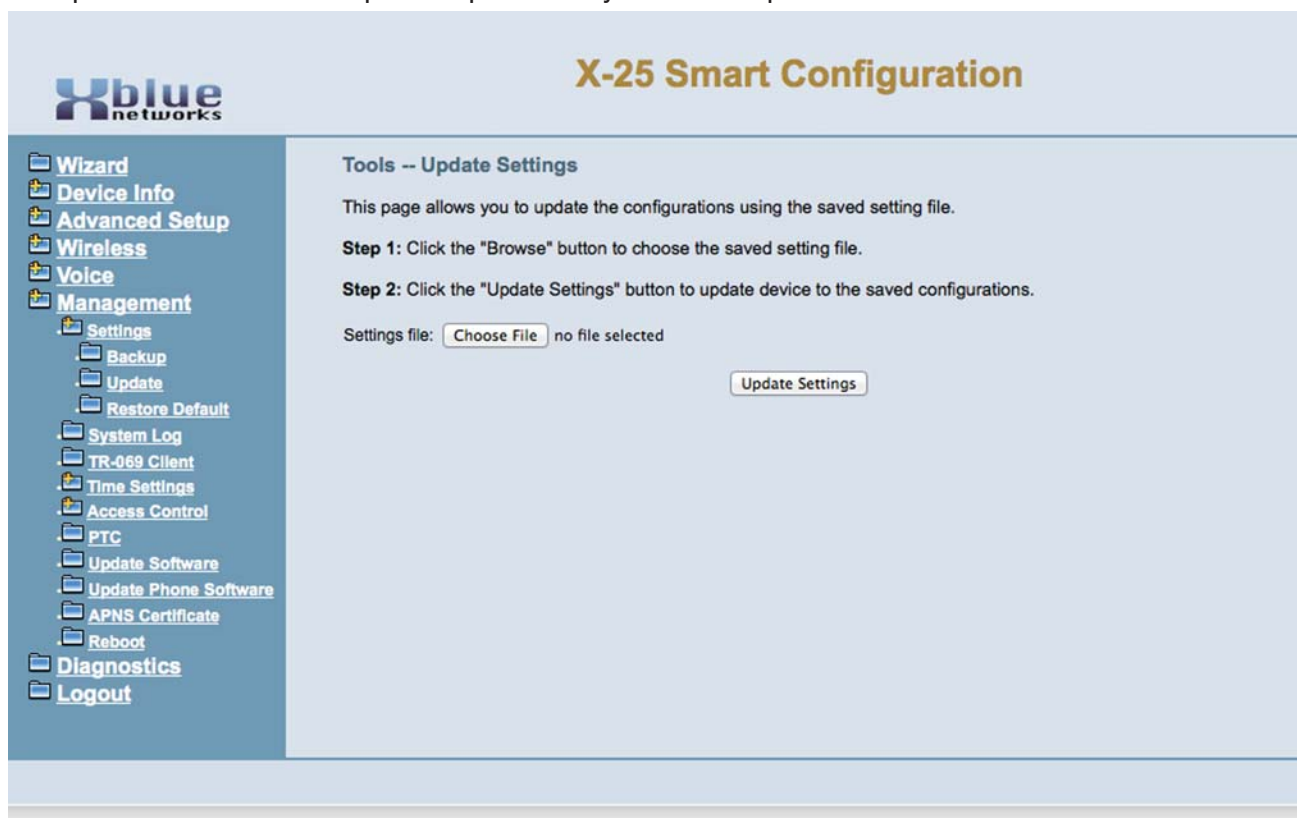 X-25 Smart Configuration
Xblue
networks
Wizard
Device Info
Advanced Setup
Wireless
Voice
Management
Settings
Backup
Update
Restore Default
System Log
TR-069 Client
Time Settings
Access Control
PTC
Update Software
Update Phone Software
APNS Certificate
Reboot
Diagnostics
Logout
Tools -- Update Settings
This page allows you to update the configurations using the saved setting file.
Step 1: Click the "Browse" button to choose the saved setting file.
Step 2: Click the "Update Settings" button to update device to the saved configurations.
Settings file: Choose File no file selected
Update Settings